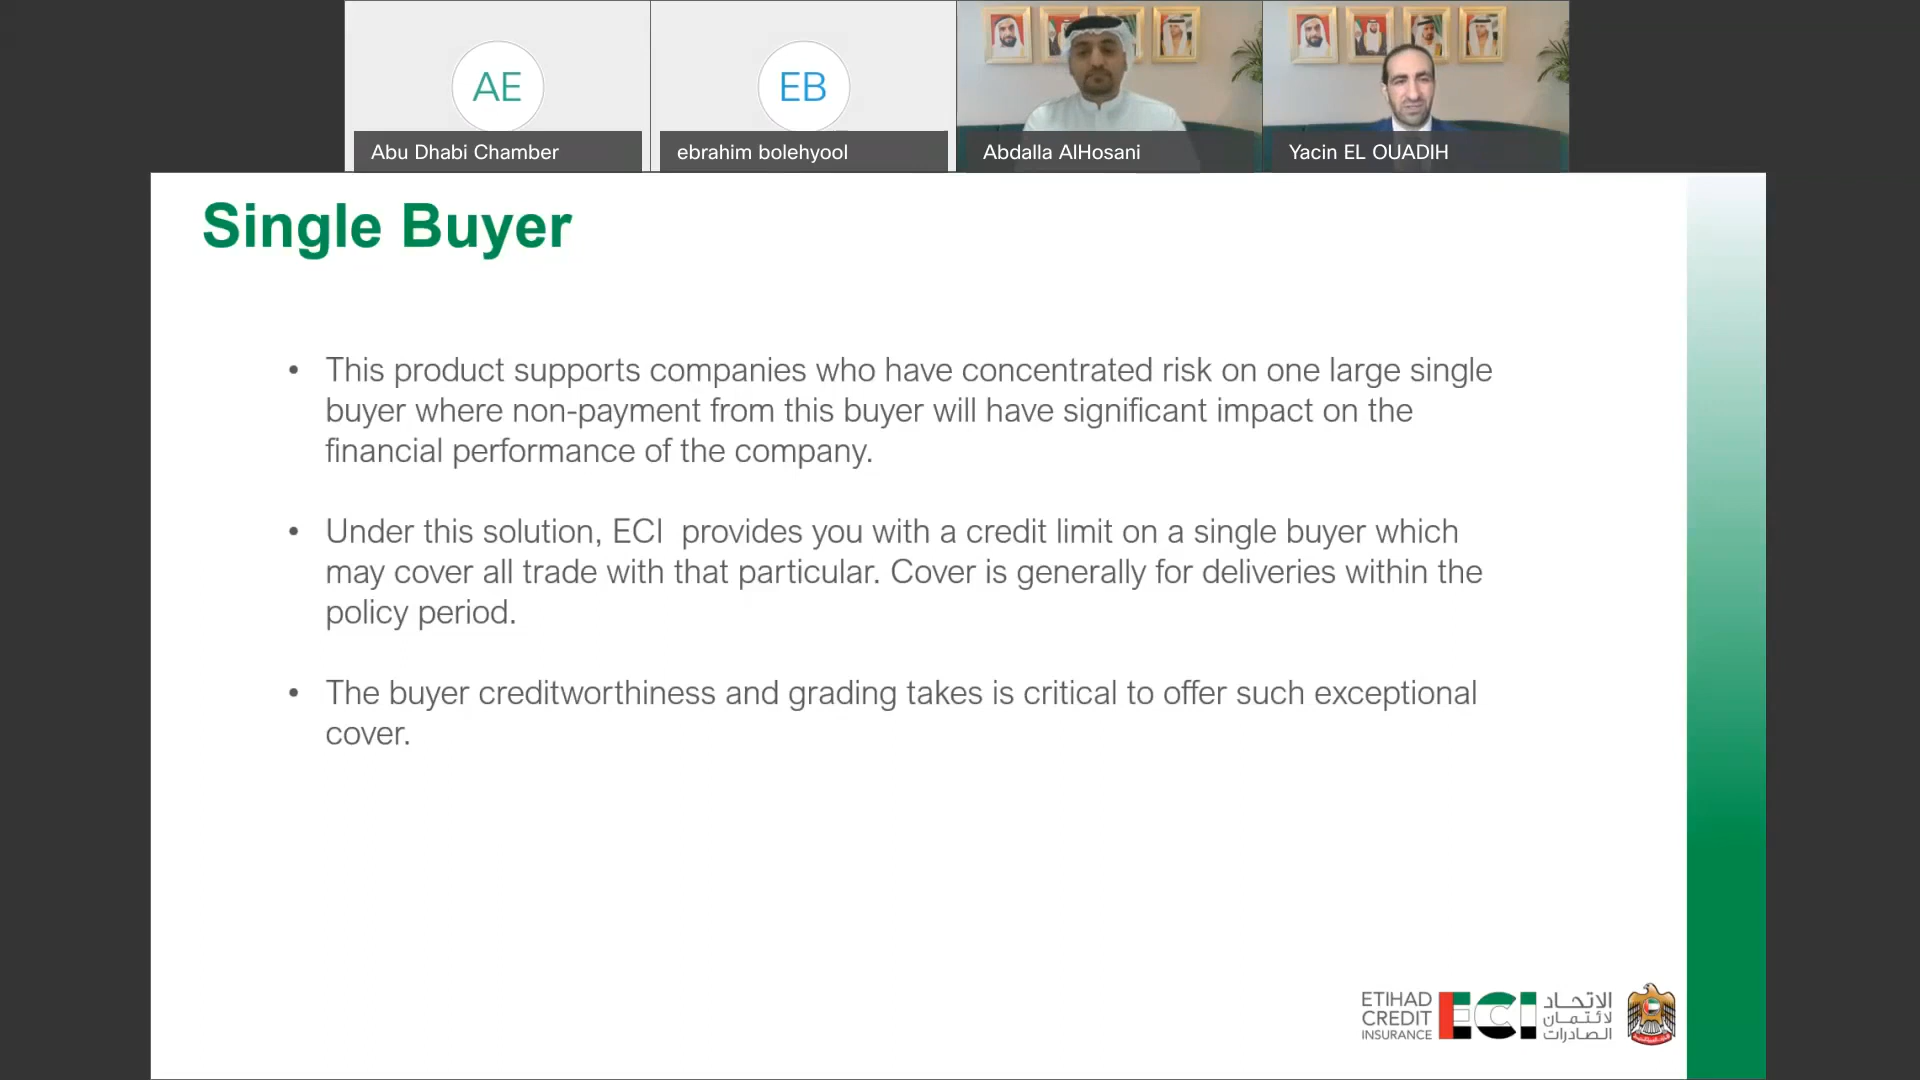 AE
EB
Abu Dhabi Chamber
ebrahim bolehyool
Abdalla AlHosani
Yacin EL OUADIH
Single Buyer
• This product supports companies who have concentrated risk on one large single
buyer where non-payment from this buyer will have significant impact on the
financial performance of the company.
• Under this solution, ECI  provides you with a credit limit on a single buyer which
may cover all trade with that particular. Cover is generally for deliveries within the
policy period.
• The buyer creditworthiness and grading takes is critical to offer such exceptional
cover.
ETIHAD
CREDIT
INSURANCE
ECI
الاتحاد
لائتمان
الصادرات